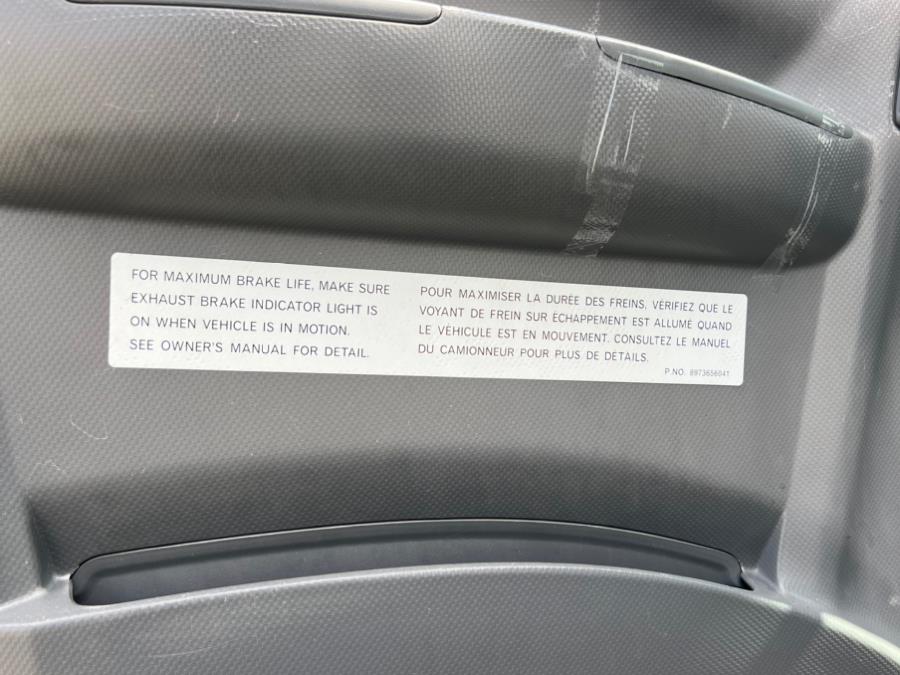 FOR MAXIMUM BRAKE LIFE, MAKE SURE
EXHAUST BRAKE INDICATOR LIGHT IS
ON WHEN VEHICLE IS IN MOTION.
SEE OWNER'S MANUAL FOR DETAIL.
POUR MAXIMISER LA DURÉE DES FREINS, VÉRIFIEZ QUE LE
VOYANT DE FREIN SUR ÉCHAPPEMENT EST ALLUMÉ QUAND
LE VÉHICULE EST EN MOUVEMENT. CONSULTEZ LE MANUEL
DU CAMIONNEUR POUR PLUS DE DÉTAILS.
P.NO. 8973656041